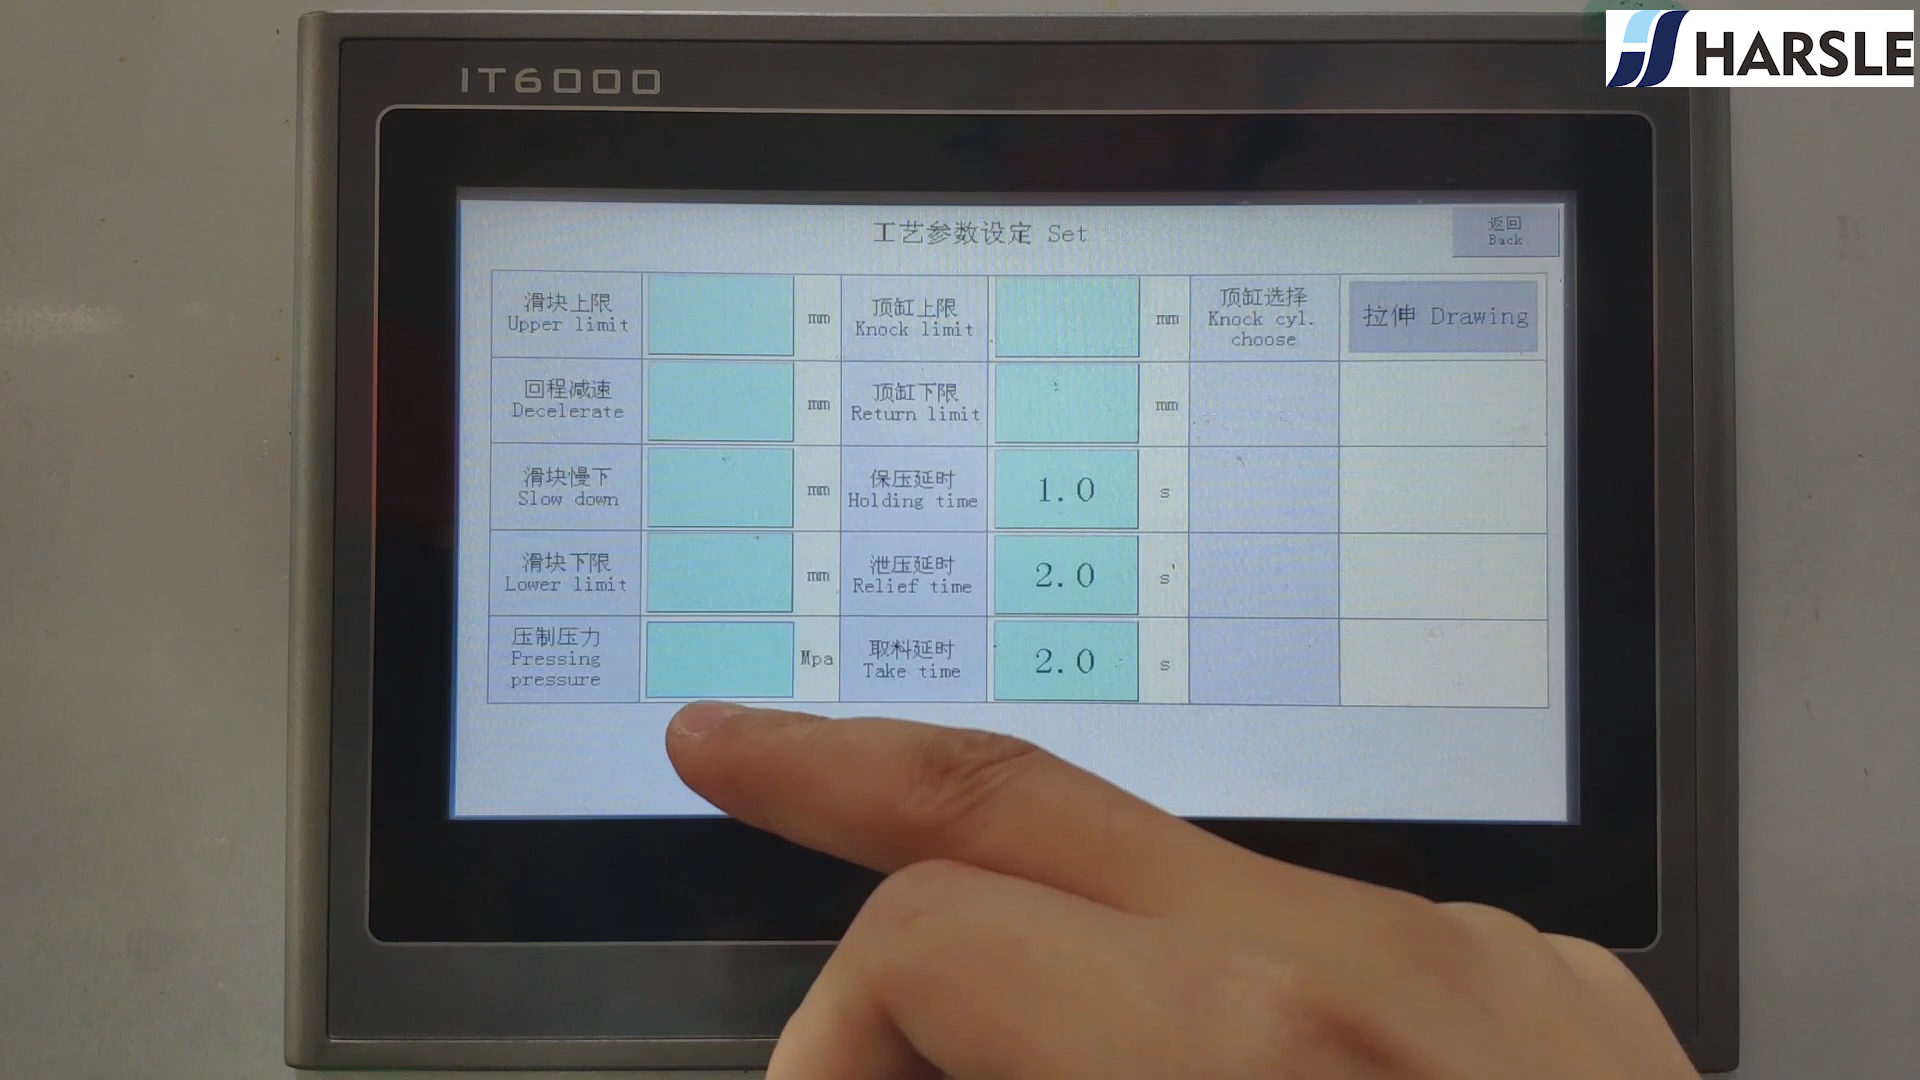 IT6000
HARSLE
工艺参数设定 Set
返回
Back
滑块上限
Upper limit
mm
顶缸上限
Knock limit
mm
顶缸选择
Knock cyl.
choose
拉伸 Drawing
回程减速
Decelerate
mm
顶缸下限
Return limit
mm
滑块慢下
Slow down
mm
保压延时
Holding time
1.0
s
滑块下限
Lower limit
mm
泄压延时
Relief time
2.0
s
压制压力
Pressing
pressure
Mpa
取料延时
Take time
2.0
s